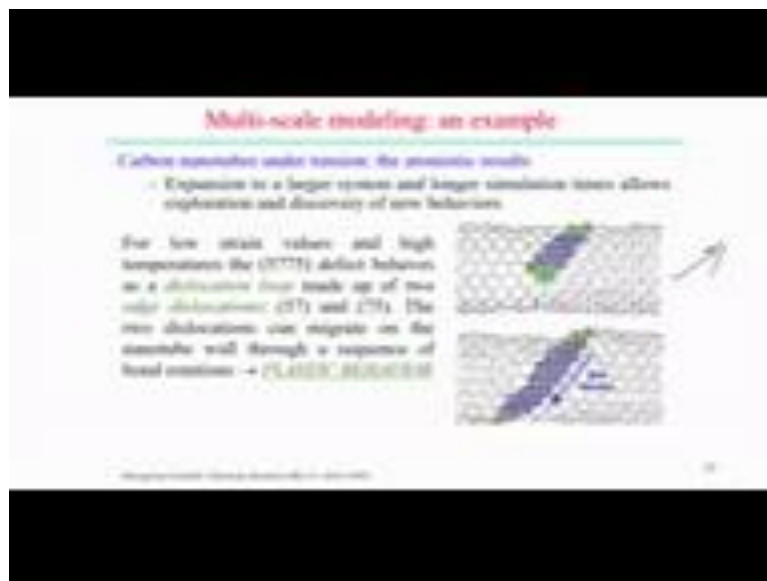 Multi-scale modeling: an example
Carbon nanotubes under tension: the atomistic results
- Expansion to a larger system and longer simulation times allows
exploration and discovery of new behaviors
For low strain values and high
temperatures the (5775) defect behaves
as a dislocation loop made up of two
edge dislocations: (57) and (75). The
two dislocations can migrate on the
nanotube wall through a sequence of
bond rotations → PLASTIC BEHAVIOR